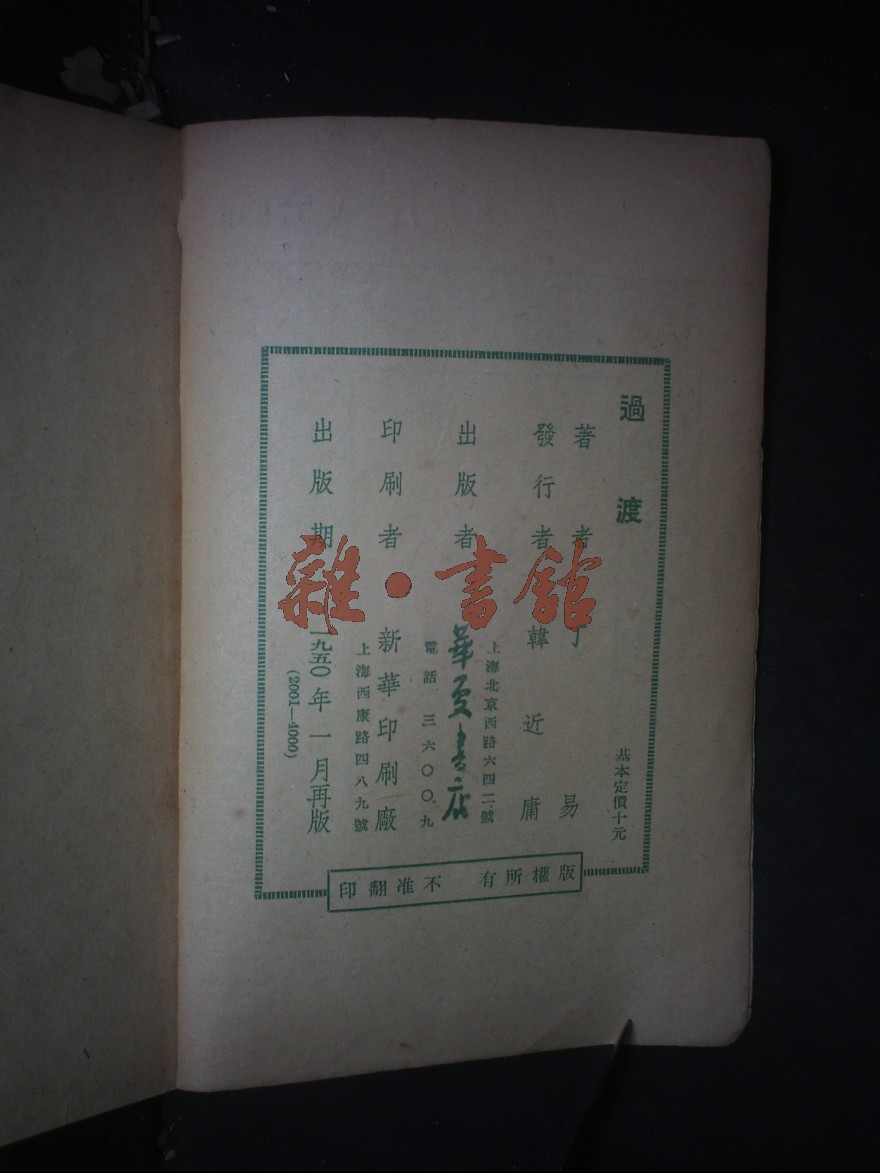 過渡
基本定價十元
著者 丁易
發行者 韓近庸
上海北京西路六四二號
出版者 華夏書店
電話 三六〇〇九
印刷者 新華印刷廠
上海西康路四八九號
出版期 一九五〇年一月再版
(2001—4000)
版權所有 不准翻印
雜·書館